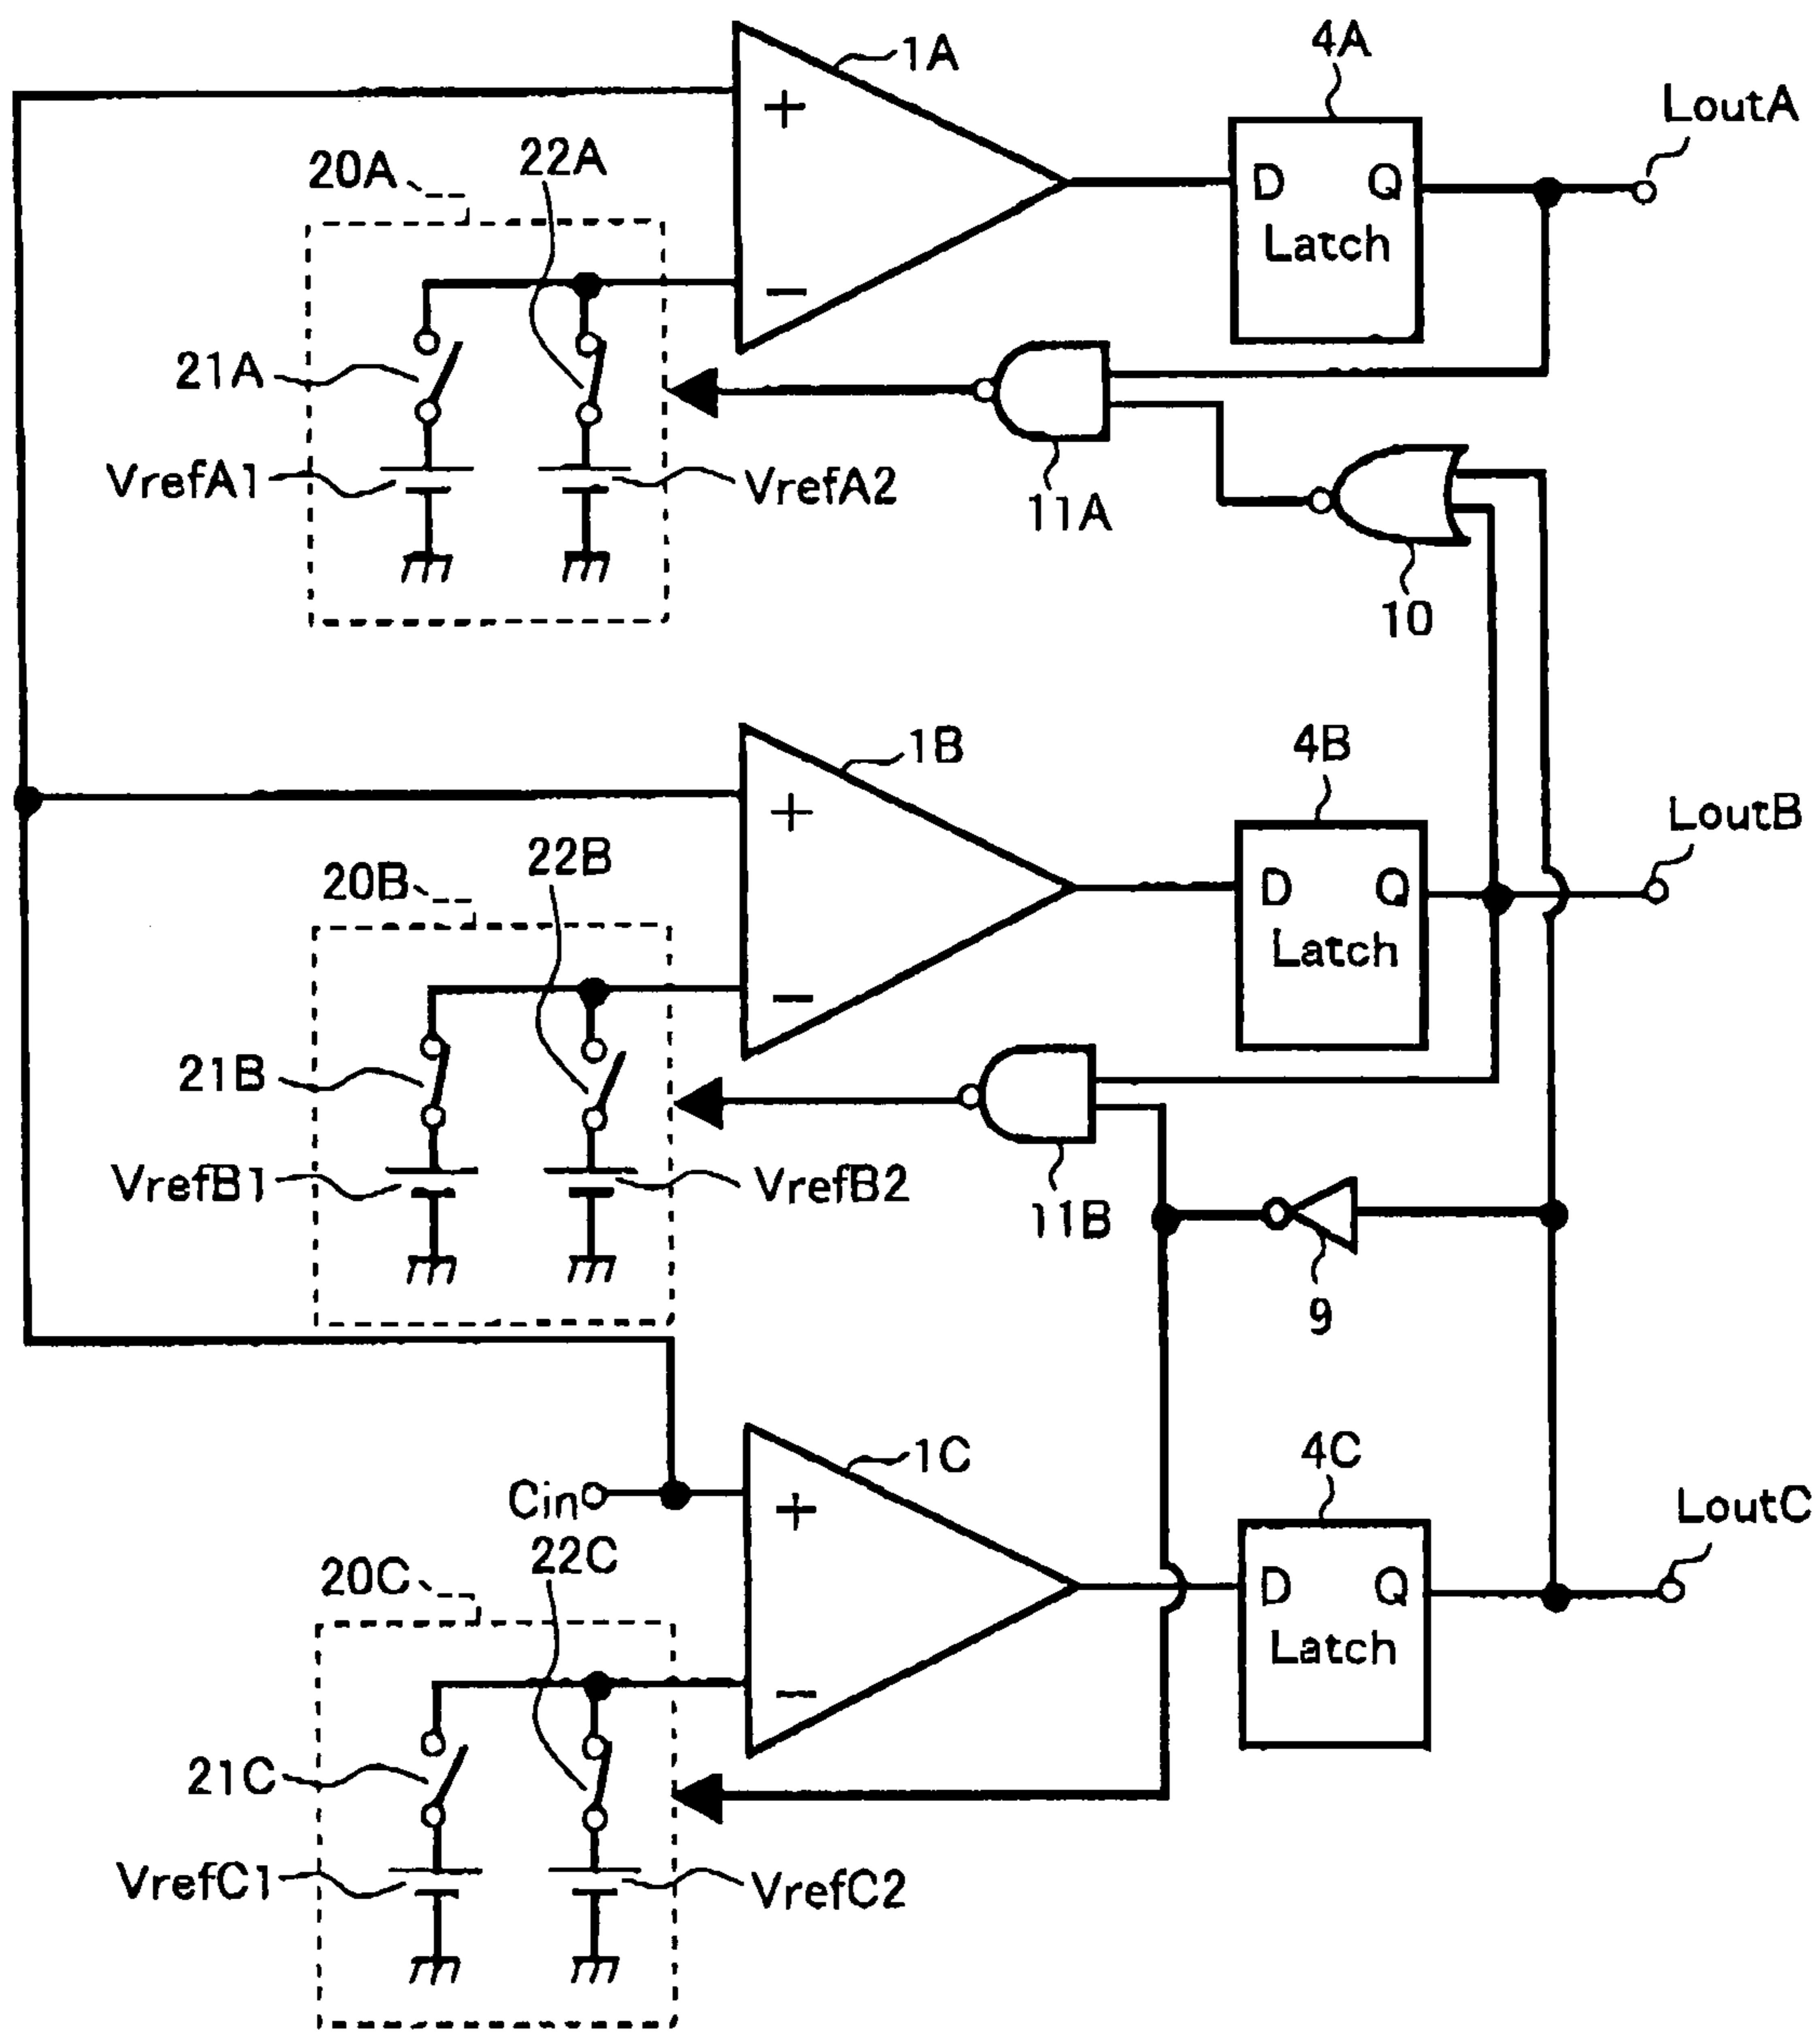 1A
4A
LoutA
+
20A
22A
D
Q
Latch
−
21A
VrefA1
VrefA2
11A
10
1B
4B
LoutB
+
20B
22B
D
Q
Latch
−
21B
VrefB1
VrefB2
11B
9
1C
4C
LoutC
Cin
+
20C
22C
D
Q
Latch
−
21C
VrefC1
VrefC2